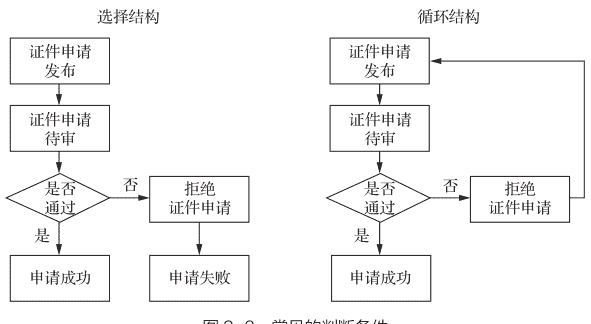 选择结构
证件申请
发布
证件申请
待审
是否
通过
否
拒绝
证件申请
是
申请成功
申请失败
循环结构
证件申请
发布
证件申请
待审
是否
通过
否
拒绝
证件申请
是
申请成功